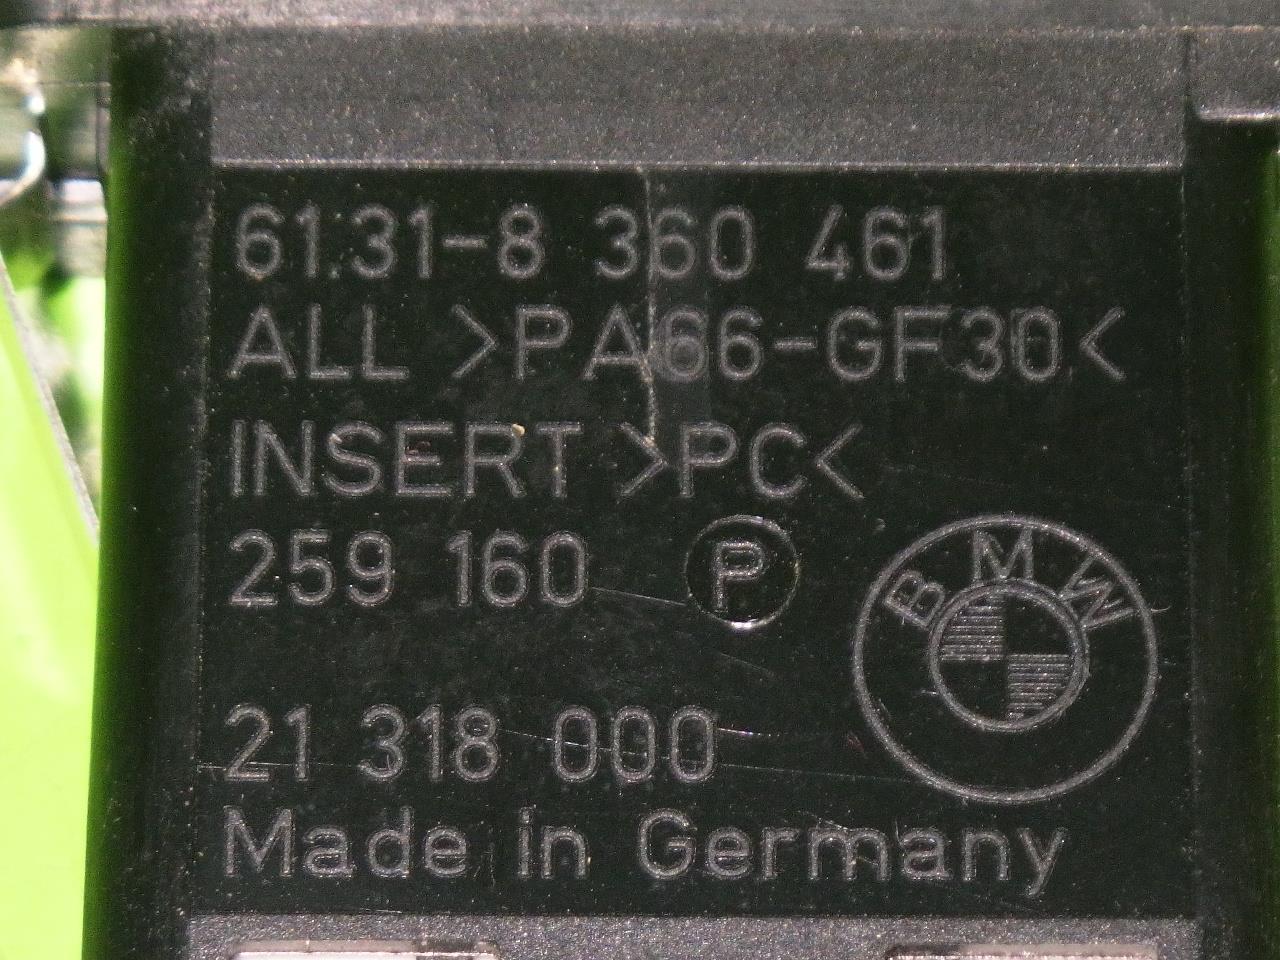 61.31-8 360 461
ALL >PA66-GF30<
INSERT >PC<
259 160 P
BMW
21 318 000
Made in Germany